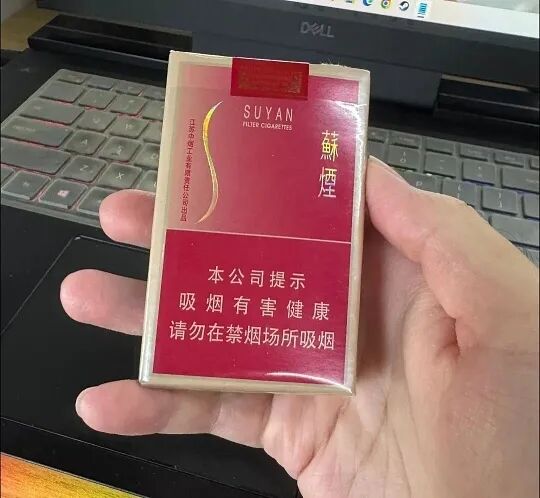 DELL
SUYAN
FILTER CIGARETTES
蘇煙
江苏中烟工业有限责任公司出品
本公司提示
吸烟有害健康
请勿在禁烟场所吸烟